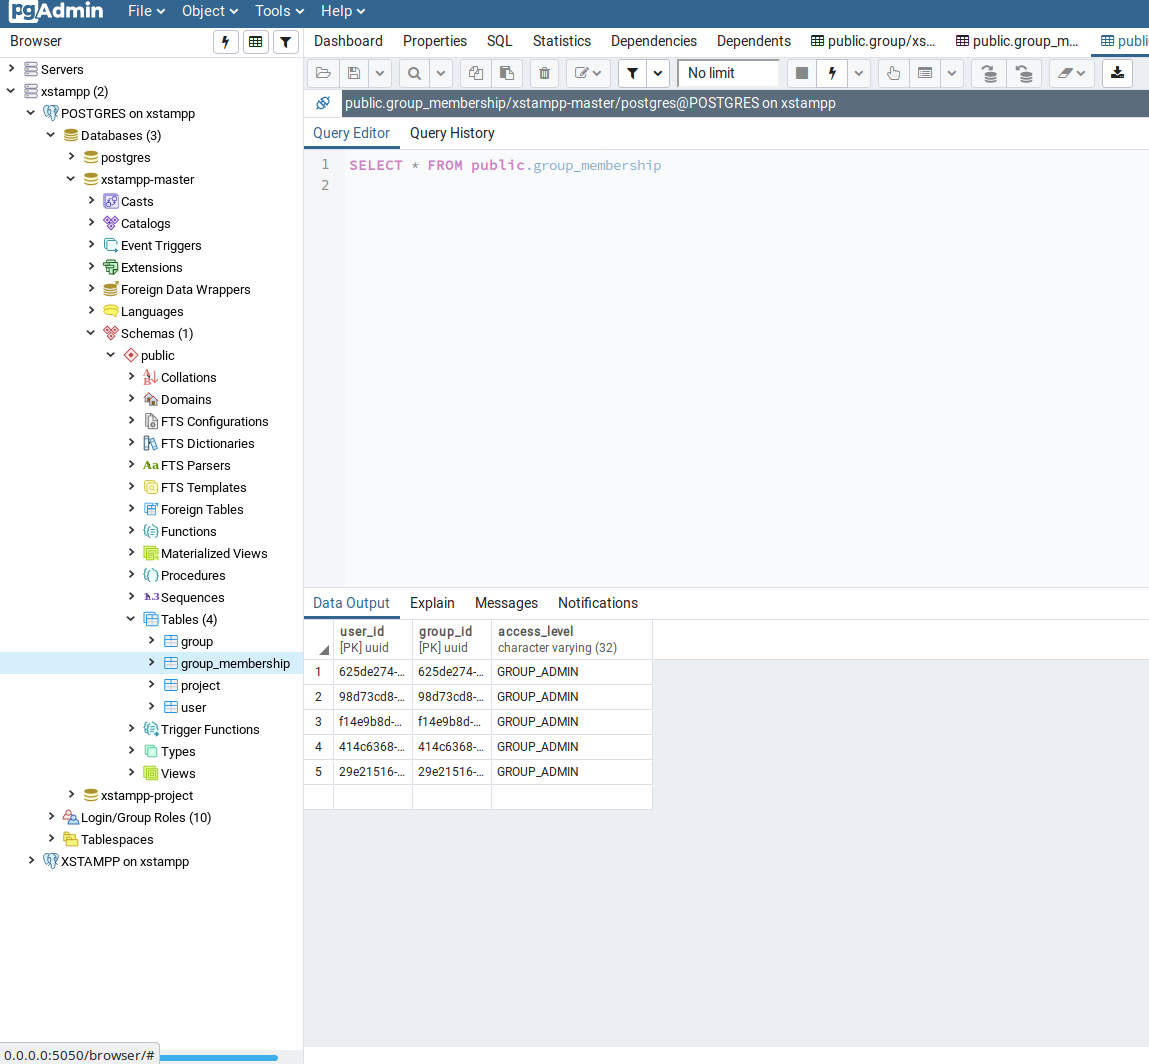 pgAdmin File Object Tools Help
Browser
Dashboard Properties SQL Statistics Dependencies Dependents public.group/xs... public.group_m... publi
Servers
xstampp (2)
POSTGRES on xstampp
Databases (3)
postgres
xstampp-master
Casts
Catalogs
Event Triggers
Extensions
Foreign Data Wrappers
Languages
Schemas (1)
public
Collations
Domains
FTS Configurations
FTS Dictionaries
Aa FTS Parsers
FTS Templates
Foreign Tables
Functions
Materialized Views
Procedures
1..3 Sequences
Tables (4)
group
group_membership
project
user
Trigger Functions
Types
Views
xstampp-project
Login/Group Roles (10)
Tablespaces
XSTAMPP on xstampp
0.0.0.0:5050/browser/#
No limit
public.group_membership/xstampp-master/postgres@POSTGRES on xstampp
Query Editor Query History
1 SELECT * FROM public.group_membership
2
Data Output Explain Messages Notifications
user_id group_id access_level
[PK] uuid [PK] uuid character varying (32)
1 625de274-... 625de274-... GROUP_ADMIN
2 98d73cd8-... 98d73cd8-... GROUP_ADMIN
3 f14e9b8d-... f14e9b8d-... GROUP_ADMIN
4 414c6368-... 414c6368-... GROUP_ADMIN
5 29e21516-... 29e21516-... GROUP_ADMIN